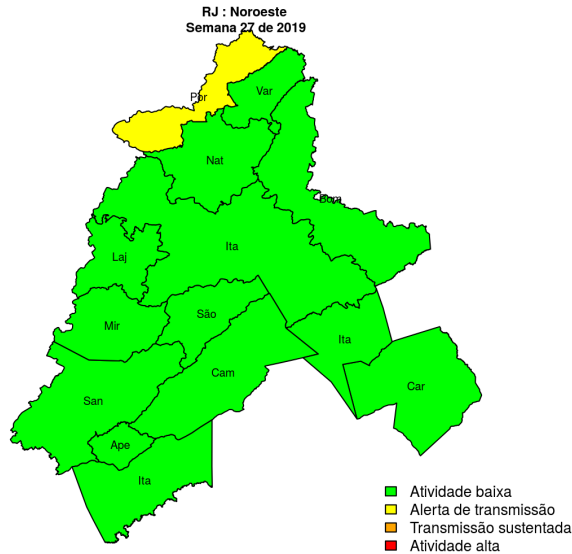 RJ : Noroeste
Semana 27 de 2019
Por
Var
Nat
Bom
Ita
Laj
São
Mir
Ita
Cam
Car
San
Ape
Ita
Atividade baixa
Alerta de transmissão
Transmissão sustentada
Atividade alta